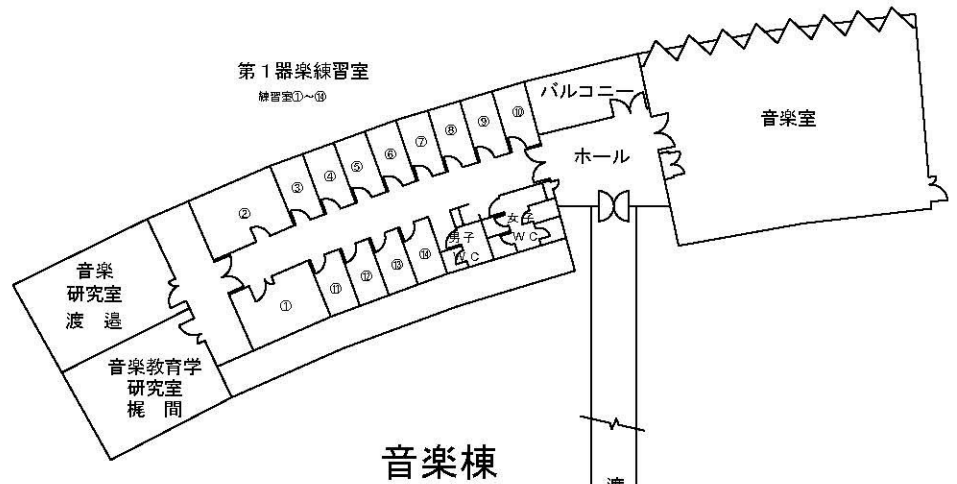 第1器楽練習室
練習室①〜⑭
バルコニー
音楽室
ホール
⑩
⑨
⑧
⑦
⑥
⑤
④
③
②
女子
WC
男子
WC
⑭
⑬
⑫
⑪
①
音楽
研究室
渡 邉
音楽教育学
研究室
梶 間
音楽棟